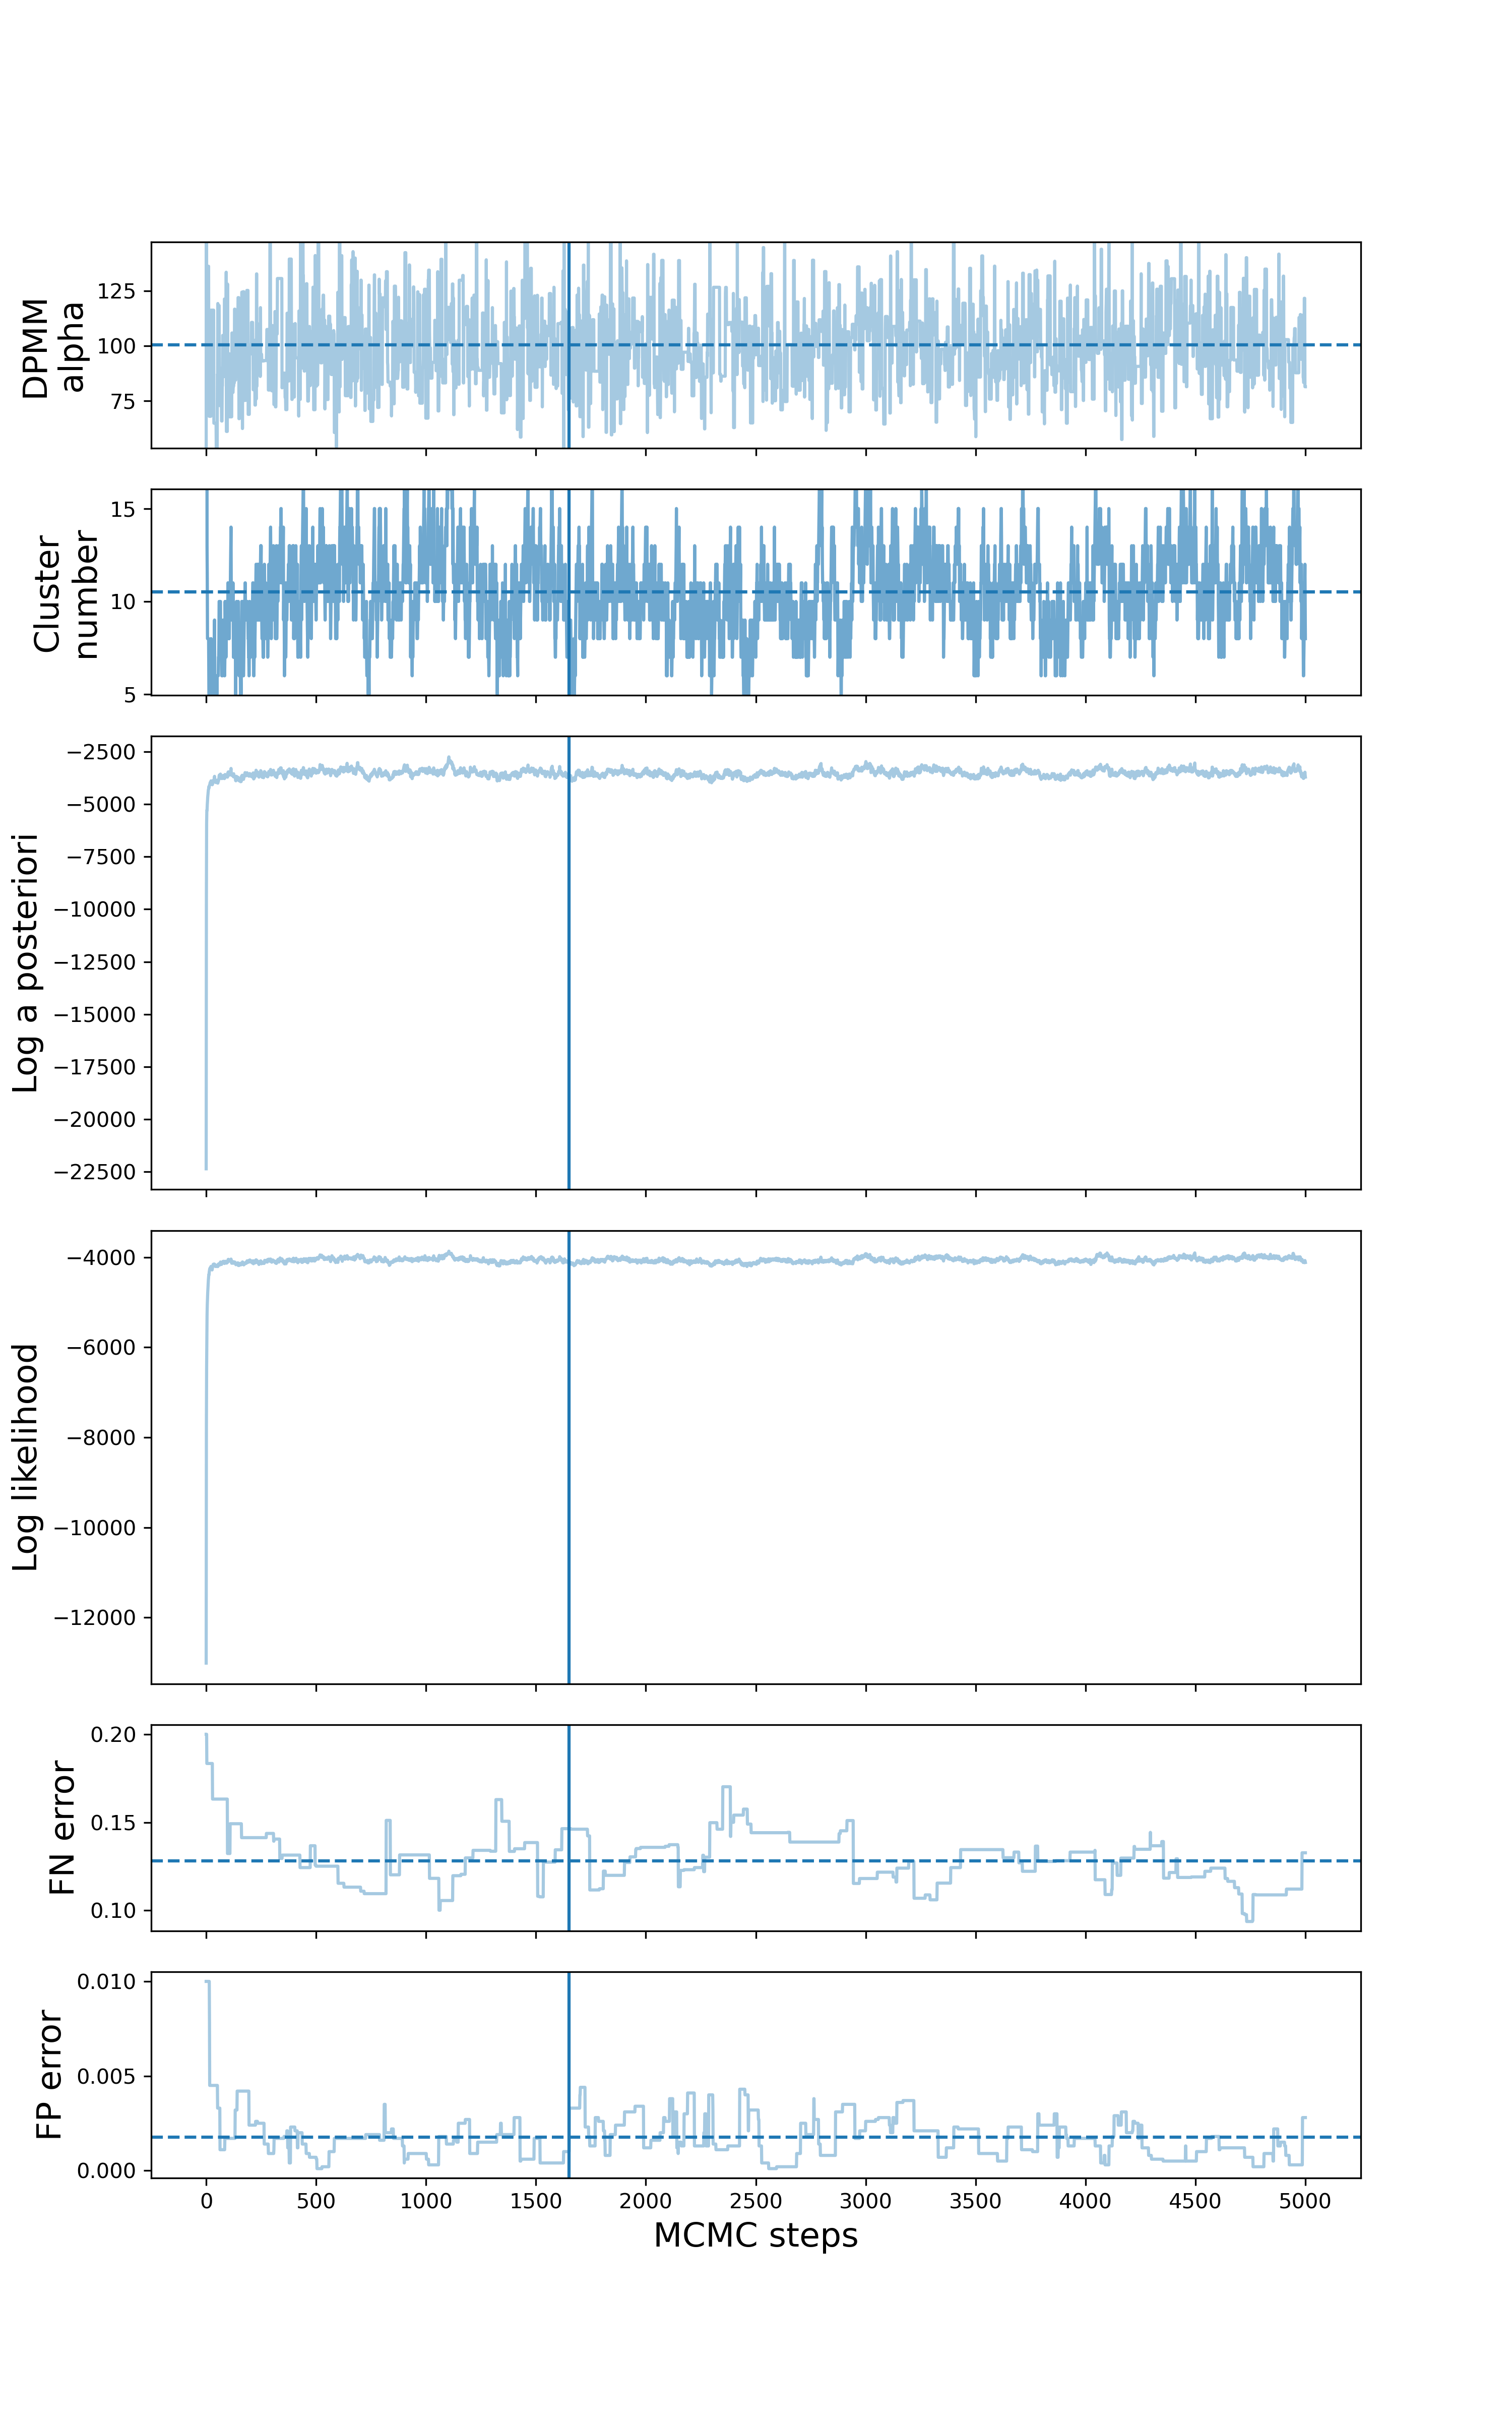 DPMM
alpha
125
100
75
Cluster
number
15
10
5
Log a posteriori
−2500
−5000
−7500
−10000
−12500
−15000
−17500
−20000
−22500
Log likelihood
−4000
−6000
−8000
−10000
−12000
FN error
0.20
0.15
0.10
FP error
0.010
0.005
0.000
0 500 1000 1500 2000 2500 3000 3500 4000 4500 5000
MCMC steps